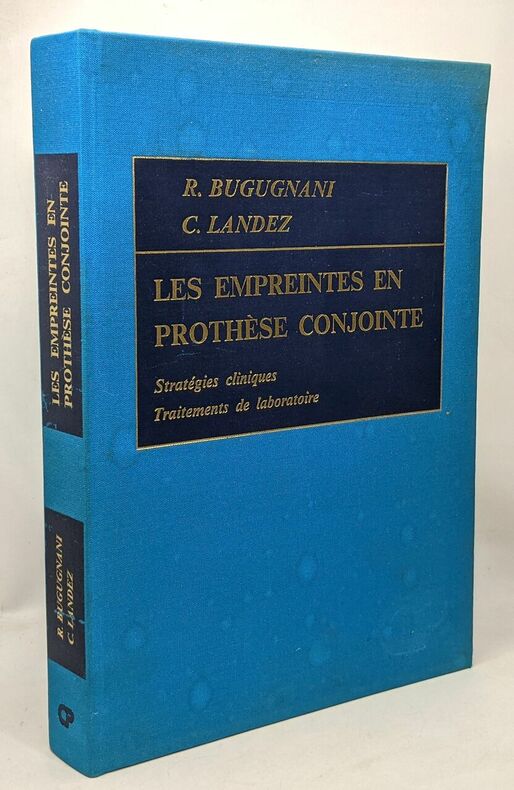 R. BUGUGNANI
C. LANDEZ
LES EMPREINTES EN
PROTHÈSE CONJOINTE
Stratégies cliniques
Traitements de laboratoire
LES EMPREINTES EN
PROTHÈSE CONJOINTE
R. BUGUGNANI
C. LANDEZ